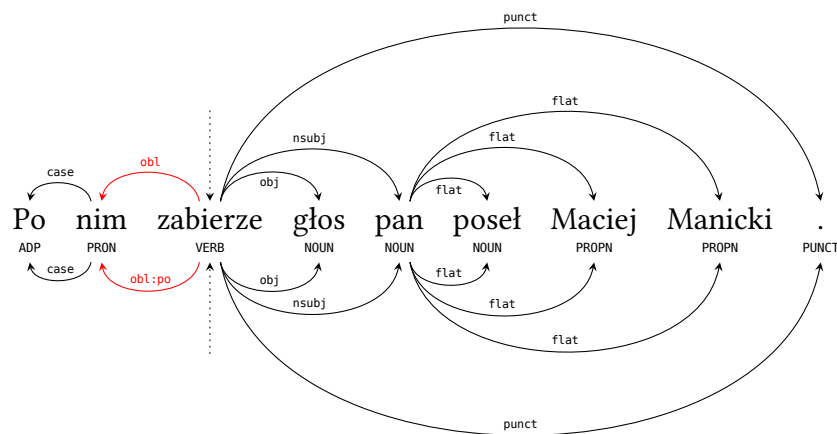 punct
flat
flat
nsubj
obl
case
obj
flat
Po nim zabierze głos pan poseł Maciej Manicki .
ADP PRON VERB NOUN NOUN NOUN PROPN PROPN PUNCT
case
obl:po
obj
flat
nsubj
flat
flat
punct